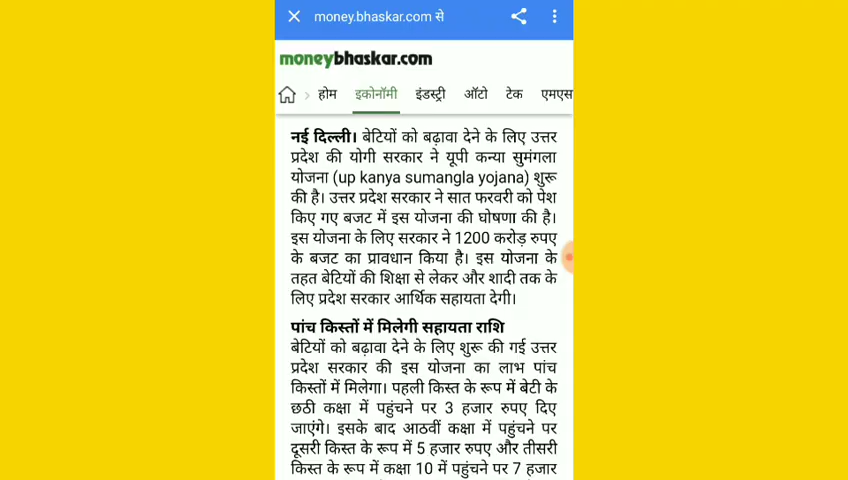 money.bhaskar.com से
moneybhaskar.com
होम इकोनॉमी इंडस्ट्री ऑटो टेक एमएस
नई दिल्ली। बेटियों को बढ़ावा देने के लिए उत्तर
प्रदेश की योगी सरकार ने यूपी कन्या सुमंगला
योजना (up kanya sumangla yojana) शुरू
की है। उत्तर प्रदेश सरकार ने सात फरवरी को पेश
किए गए बजट में इस योजना की घोषणा की है।
इस योजना के लिए सरकार ने 1200 करोड़ रुपए
के बजट का प्रावधान किया है। इस योजना के
तहत बेटियों की शिक्षा से लेकर और शादी तक के
लिए प्रदेश सरकार आर्थिक सहायता देगी।
पांच किस्तों में मिलेगी सहायता राशि
बेटियों को बढ़ावा देने के लिए शुरू की गई उत्तर
प्रदेश सरकार की इस योजना का लाभ पांच
किस्तों में मिलेगा। पहली किस्त के रूप में बेटी के
छठी कक्षा में पहुंचने पर 3 हजार रुपए दिए
जाएंगे। इसके बाद आठवीं कक्षा में पहुंचने पर
दूसरी किस्त के रूप में 5 हजार रुपए और तीसरी
किस्त के रूप में कक्षा 10 में पहुंचने पर 7 हजार